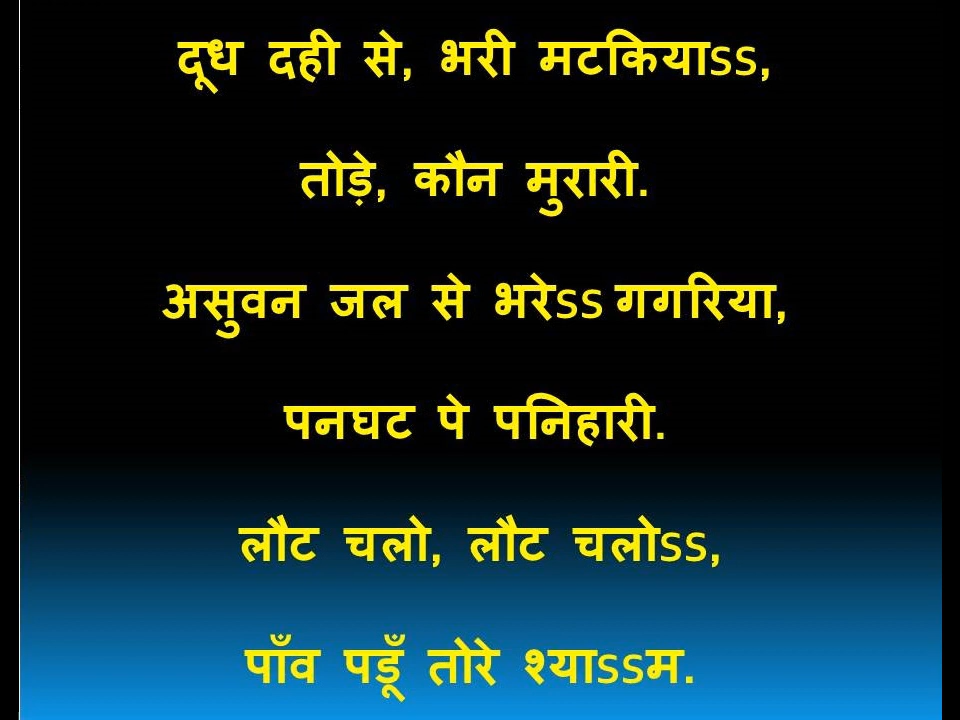 दूध दही से, भरी मटकियाss,
तोड़े, कौन मुरारी.
असुवन जल से भरेss गगरिया,
पनघट पे पनिहारी.
लौट चलो, लौट चलोss,
पाँव पडूँ तोरे श्याssम.